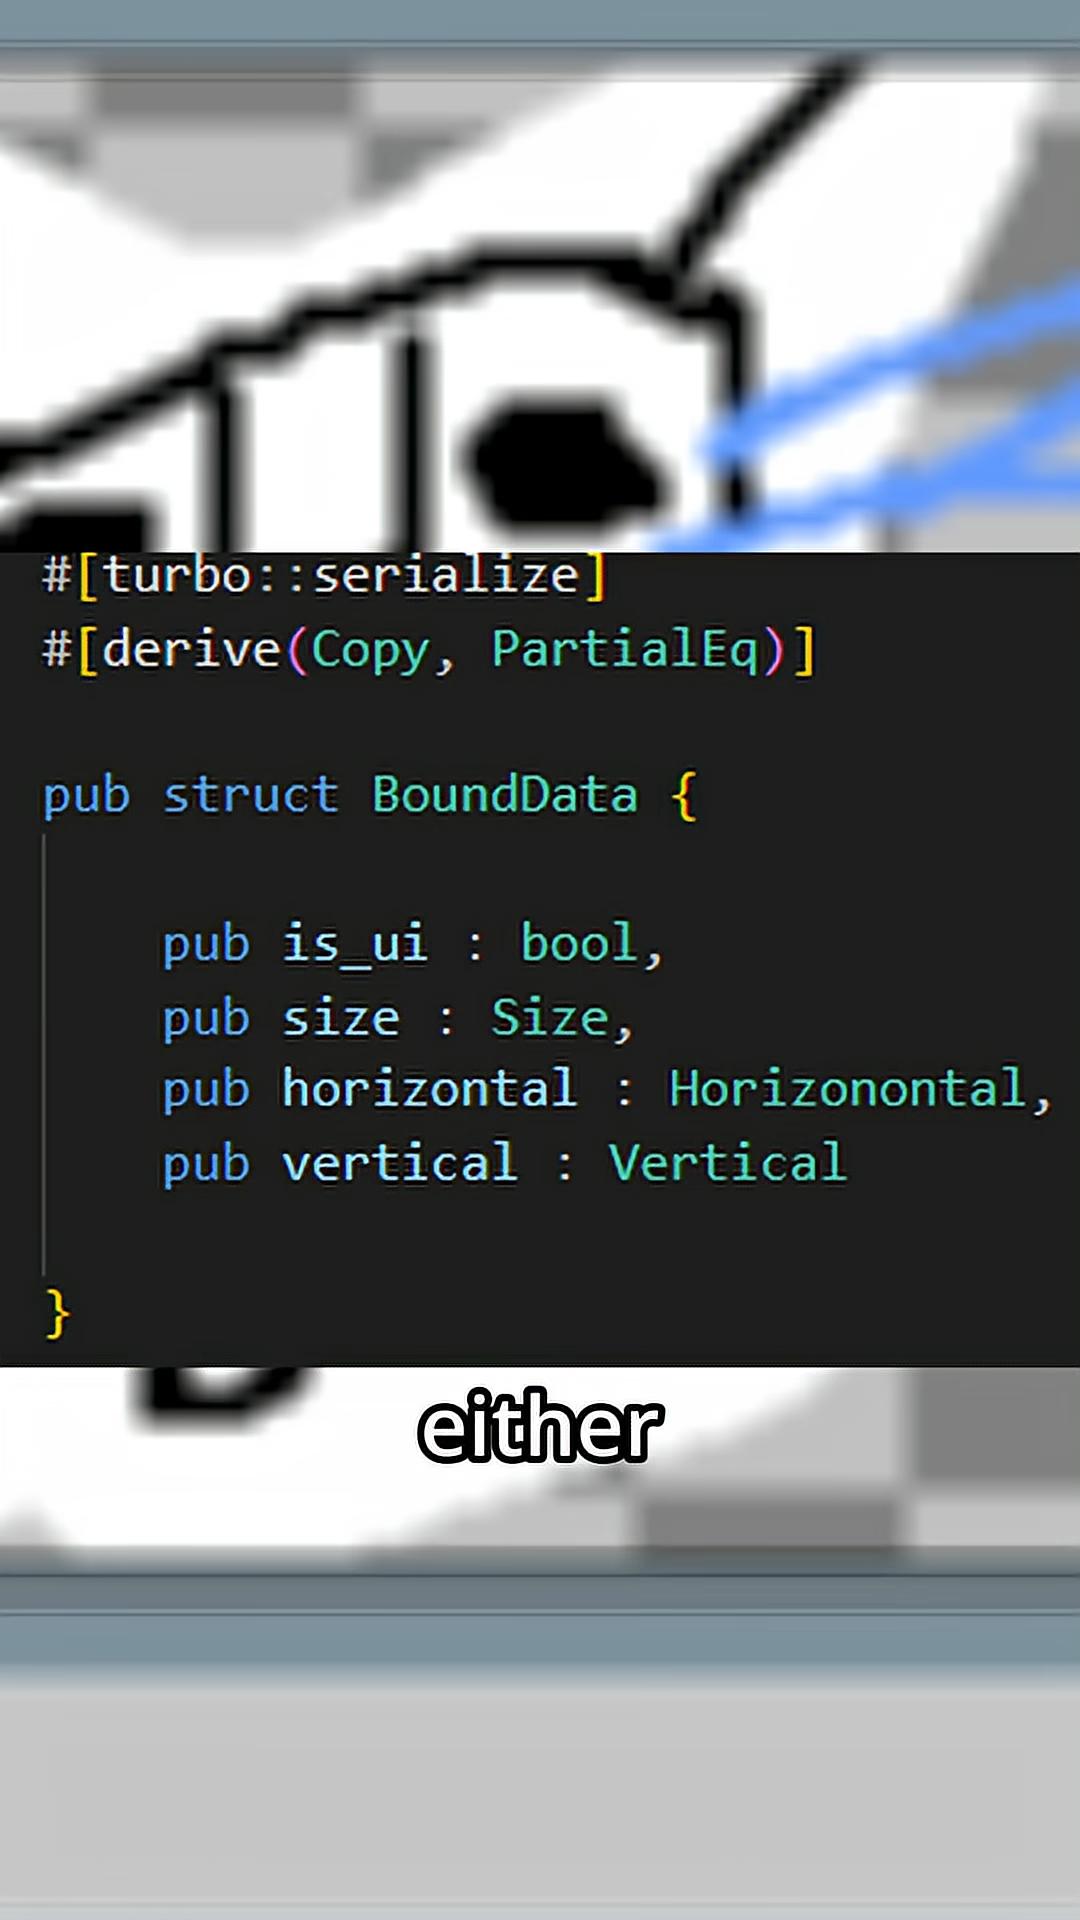 #[turbo::serialize]
#[derive(Copy, PartialEq)]
pub struct BoundData {
pub is_ui : bool,
pub size : Size,
pub horizontal : Horizonontal,
pub vertical : Vertical
}
either